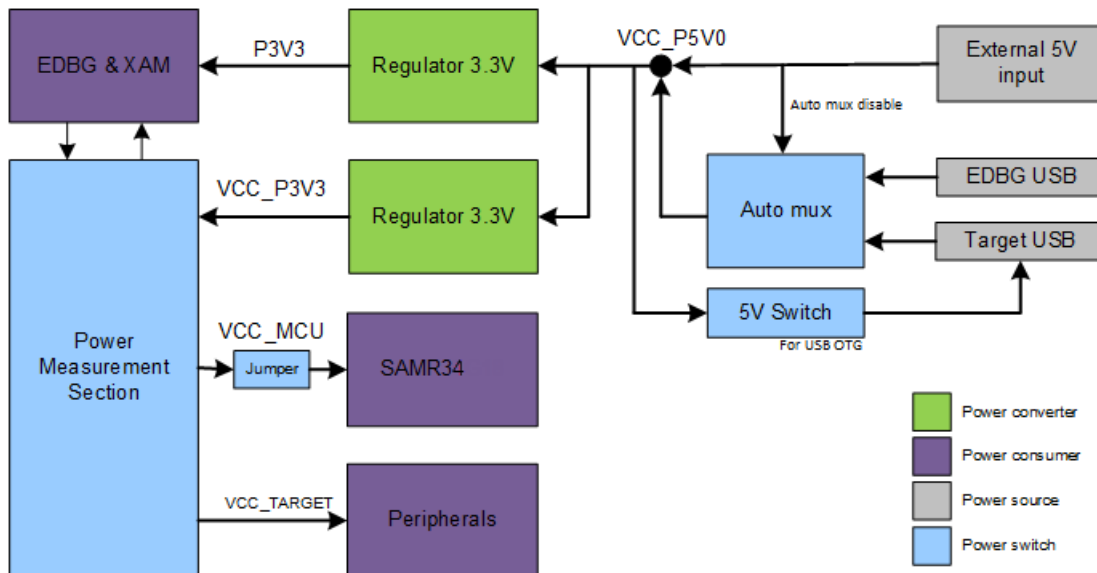 EDBG & XAM
P3V3
Regulator 3.3V
VCC_P5V0
External 5V
input
Auto mux disable
VCC_P3V3
Regulator 3.3V
Auto mux
EDBG USB
Target USB
5V Switch
For USB OTG
Power
Measurement
Section
VCC_MCU
Jumper
SAMR34
VCC_TARGET
Peripherals
Power converter
Power consumer
Power source
Power switch